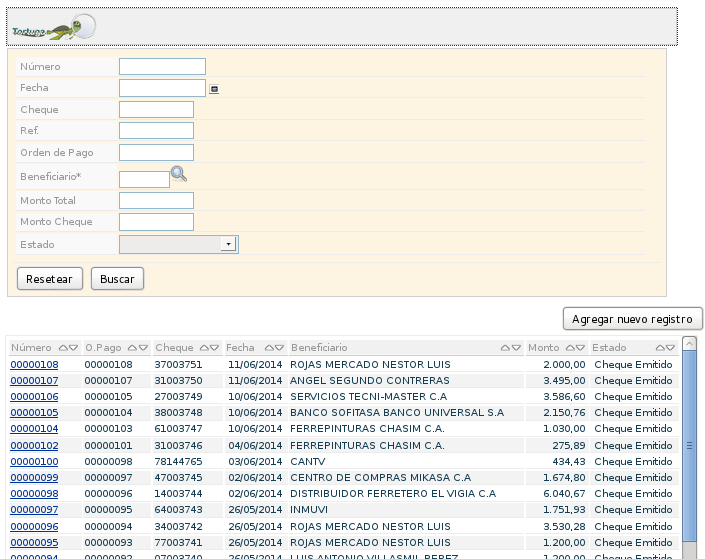 Tortuga
Número
Fecha
Cheque
Ref.
Orden de Pago
Beneficiario*
Monto Total
Monto Cheque
Estado
Resetear Buscar
Agregar nuevo registro
Número O.Pago Cheque Fecha Beneficiario Monto Estado
00000108 00000108 37003751 11/06/2014 ROJAS MERCADO NESTOR LUIS 2.000,00 Cheque Emitido
00000107 00000107 31003750 11/06/2014 ANGEL SEGUNDO CONTRERAS 3.495,00 Cheque Emitido
00000106 00000105 27003749 10/06/2014 SERVICIOS TECNI-MASTER C.A 3.586,60 Cheque Emitido
00000105 00000104 38003748 10/06/2014 BANCO SOFITASA BANCO UNIVERSAL S.A 2.150,76 Cheque Emitido
00000104 00000103 61003747 10/06/2014 FERREPINTURAS CHASIM C.A. 1.030,00 Cheque Emitido
00000102 00000101 31003746 04/06/2014 FERREPINTURAS CHASIM C.A. 275,89 Cheque Emitido
00000100 00000098 78144765 03/06/2014 CANTV 434,43 Cheque Emitido
00000099 00000097 47003745 02/06/2014 CENTRO DE COMPRAS MIKASA C.A 1.674,80 Cheque Emitido
00000098 00000096 14003744 02/06/2014 DISTRIBUIDOR FERRETERO EL VIGIA C.A 6.040,67 Cheque Emitido
00000097 00000095 64003743 26/05/2014 INMUVI 1.751,93 Cheque Emitido
00000096 00000094 34003742 26/05/2014 ROJAS MERCADO NESTOR LUIS 3.530,28 Cheque Emitido
00000095 00000093 77003741 26/05/2014 ROJAS MERCADO NESTOR LUIS 1.200,00 Cheque Emitido
00000094 00000092 07003740 26/05/2014 LUIS ANTONIO VILLASMIL PEREZ 1.200,00 Cheque Emitido